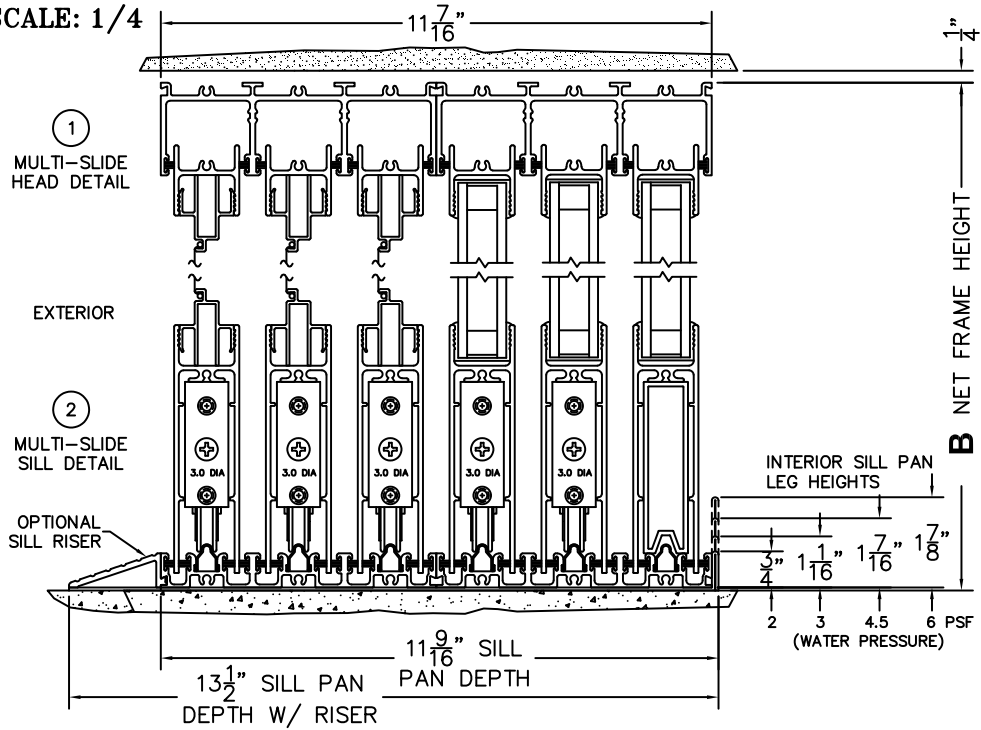 SCALE: 1/4
11 7/16"
1/4"
1
MULTI-SLIDE
HEAD DETAIL
EXTERIOR
B NET FRAME HEIGHT
2
MULTI-SLIDE
SILL DETAIL
3.0 DIA 3.0 DIA 3.0 DIA 3.0 DIA 3.0 DIA
INTERIOR SILL PAN
LEG HEIGHTS
OPTIONAL
SILL RISER
3/4" 1 1/16" 1 7/16" 1 7/8"
2 3 4.5 6 PSF
(WATER PRESSURE)
11 9/16" SILL
PAN DEPTH
13 1/2" SILL PAN
DEPTH W/ RISER